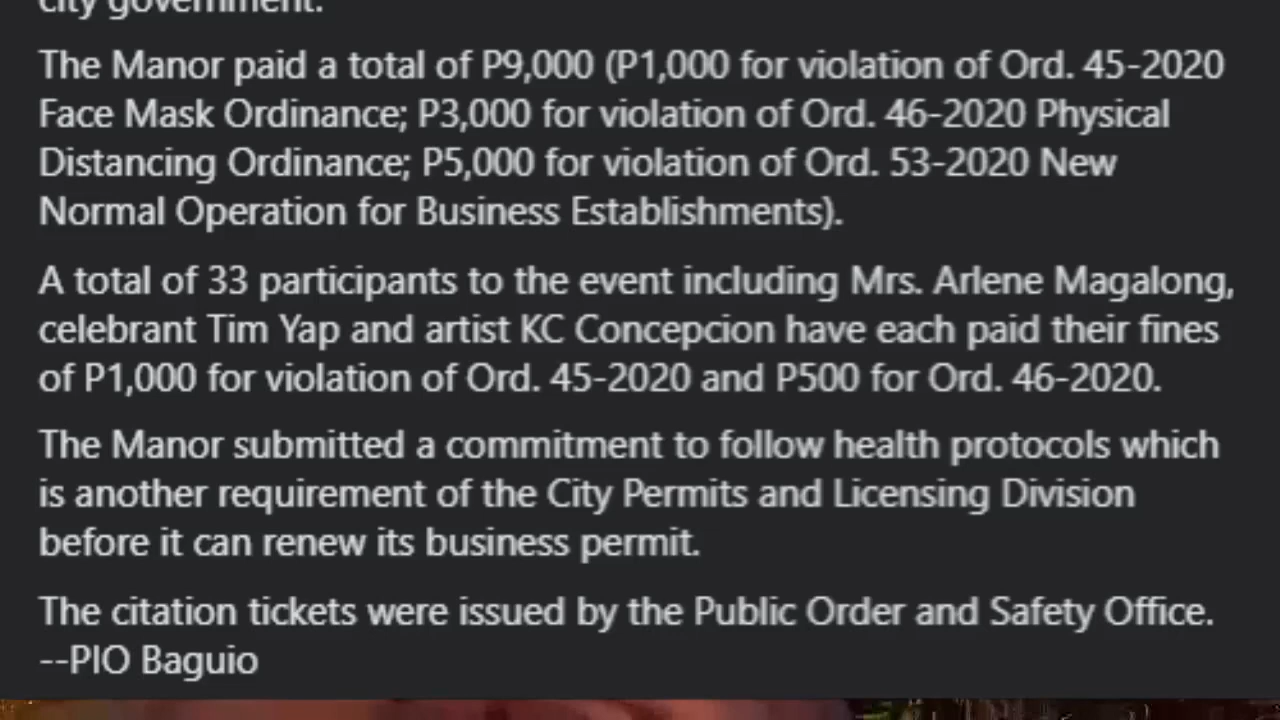 city government.
The Manor paid a total of P9,000 (P1,000 for violation of Ord. 45-2020
Face Mask Ordinance; P3,000 for violation of Ord. 46-2020 Physical
Distancing Ordinance; P5,000 for violation of Ord. 53-2020 New
Normal Operation for Business Establishments).
A total of 33 participants to the event including Mrs. Arlene Magalong,
celebrant Tim Yap and artist KC Concepcion have each paid their fines
of P1,000 for violation of Ord. 45-2020 and P500 for Ord. 46-2020.
The Manor submitted a commitment to follow health protocols which
is another requirement of the City Permits and Licensing Division
before it can renew its business permit.
The citation tickets were issued by the Public Order and Safety Office.
--PIO Baguio